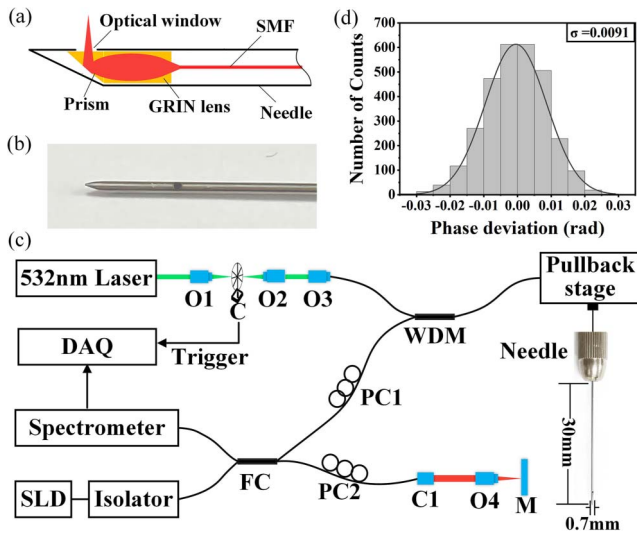 (a)
Optical window
SMF
Prism
GRIN lens
Needle
(b)
(d)
σ =0.0091
Number of Counts
700
600
500
400
300
200
100
0
-0.03 -0.02 -0.01 0.00 0.01 0.02 0.03
Phase deviation (rad)
(c)
532nm Laser
O1
C
O2
O3
Pullback
stage
WDM
DAQ
Trigger
Needle
PC1
Spectrometer
30mm
FC
PC2
SLD
Isolator
C1
O4
M
0.7mm